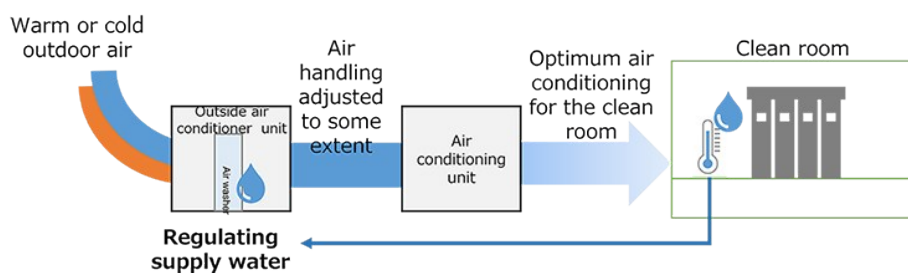 Warm or cold
outdoor air
Outside air
conditioner unit
Air washer
Air
handling
adjusted
to some
extent
Air
conditioning
unit
Optimum air
conditioning
for the clean
room
Clean room
Regulating
supply water